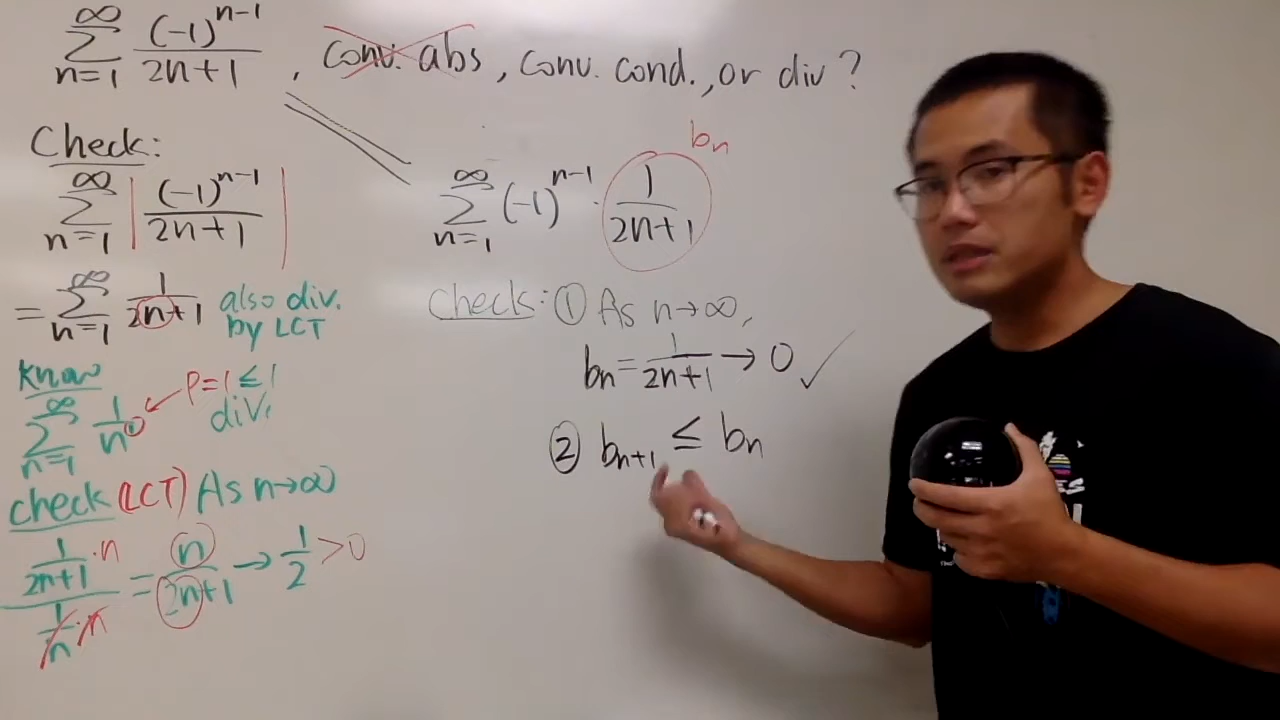 ∞ Σ n=1 (-1)^{n-1} / 2n+1 , conv. abs, conv. cond., or div?
Check:
∞ Σ n=1 | (-1)^{n-1} / 2n+1 |
= ∞ Σ n=1 1 / 2n+1 also div.
by LCT
Know
∞ Σ n=1 1 / n^① ← P=1 ≤ 1
div.
check (LCT) As n→∞
1 / 2n+1 · n / 1 / n · n = n / 2n+1 → 1 / 2 > 0
bn
∞ Σ n=1 (-1)^{n-1} · 1 / 2n+1
Check: ① As n→∞,
bn = 1 / 2n+1 → 0 ✓
② bn+1 ≤ bn